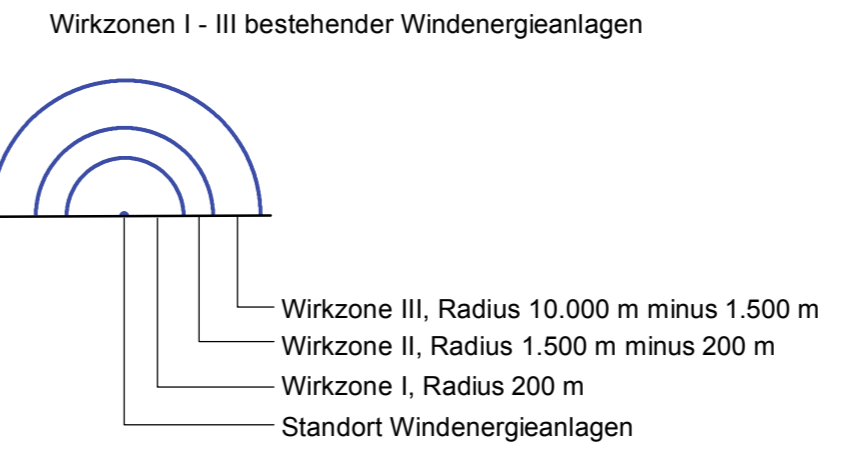 Wirkzonen I - III bestehender Windenergieanlagen
Wirkzone III, Radius 10.000 m minus 1.500 m
Wirkzone II, Radius 1.500 m minus 200 m
Wirkzone I, Radius 200 m
Standort Windenergieanlagen